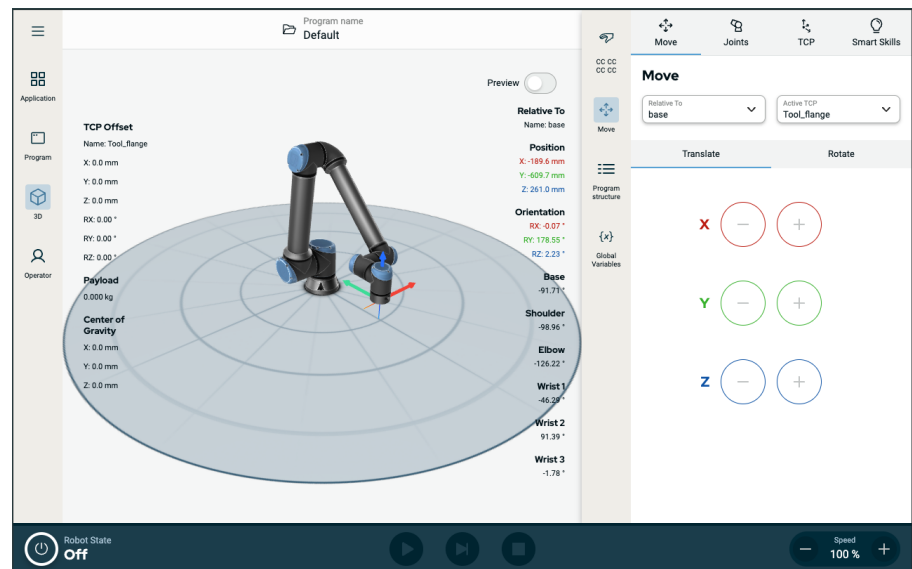 Program name
Default
Application
Program
3D
Operator
TCP Offset
Name: Tool_flange
X: 0.0 mm
Y: 0.0 mm
Z: 0.0 mm
RX: 0.00 °
RY: 0.00 °
RZ: 0.00 °
Payload
0.000 kg
Center of
Gravity
X: 0.0 mm
Y: 0.0 mm
Z: 0.0 mm
Preview
Relative To
Name: base
Position
X: -189.6 mm
Y: -609.7 mm
Z: 261.0 mm
Orientation
RX: -0.07 °
RY: 178.55 °
RZ: 2.23 °
Base
-91.71 °
Shoulder
-98.96 °
Elbow
-126.22 °
Wrist 1
-46.29 °
Wrist 2
91.39 °
Wrist 3
-1.78 °
CC CC
CC CC
Move
Program
structure
{x}
Global
Variables
Move
Joints
TCP
Smart Skills
Move
Relative To
base
Active TCP
Tool_flange
Translate
Rotate
X − +
Y − +
Z − +
Robot State
Off
Speed
− 100 % +